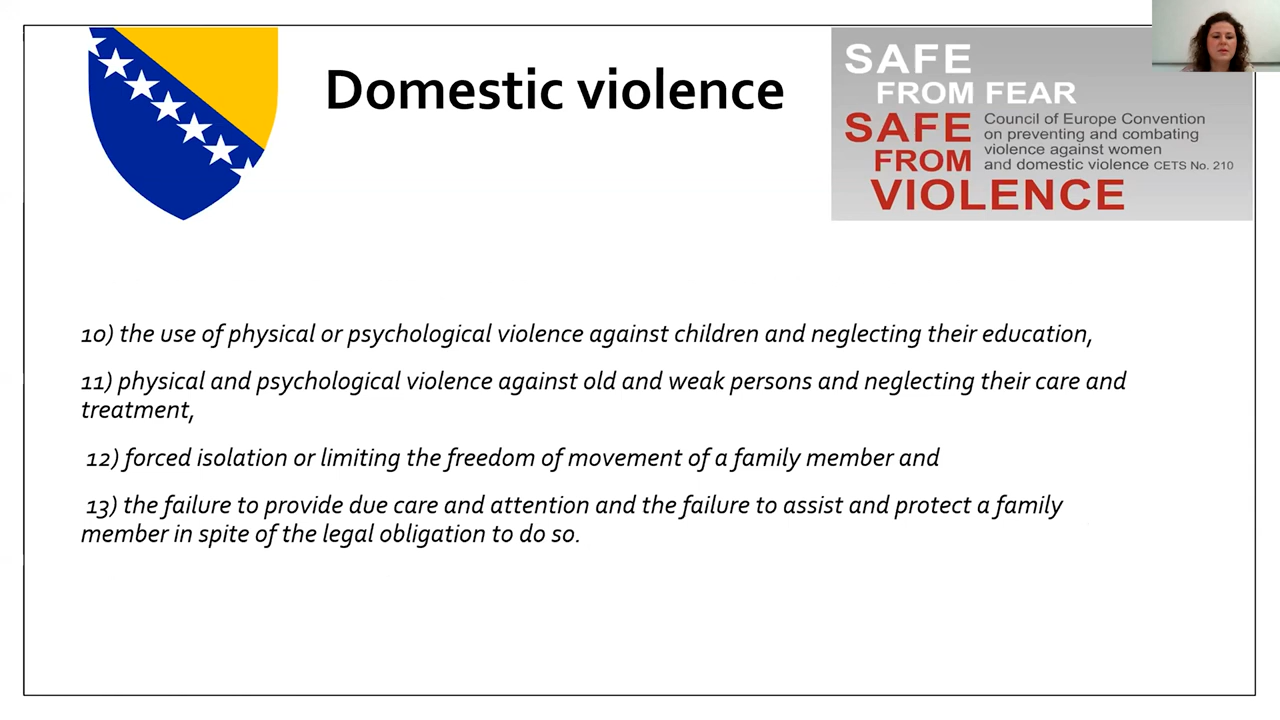 Domestic violence
SAFE
FROM FEAR
SAFE
FROM
VIOLENCE
Council of Europe Convention
on preventing and combating
violence against women
and domestic violence CETS No. 210
10) the use of physical or psychological violence against children and neglecting their education,
11) physical and psychological violence against old and weak persons and neglecting their care and
treatment,
12) forced isolation or limiting the freedom of movement of a family member and
13) the failure to provide due care and attention and the failure to assist and protect a family
member in spite of the legal obligation to do so.